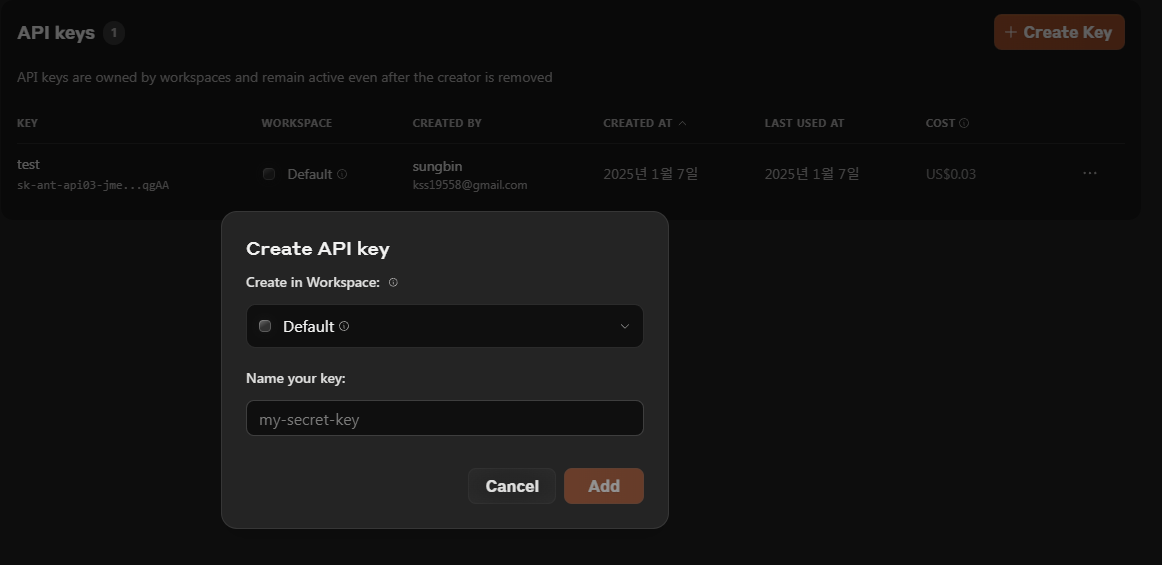 API keys 1
+ Create Key
API keys are owned by workspaces and remain active even after the creator is removed
KEY WORKSPACE CREATED BY CREATED AT LAST USED AT COST
test
sk-ant-api03-jme...qgAA
Default
sungbin
kss19558@gmail.com
2025년 1월 7일
2025년 1월 7일
US$0.03
...
Create API key
Create in Workspace:
Default
Name your key:
my-secret-key
Cancel Add